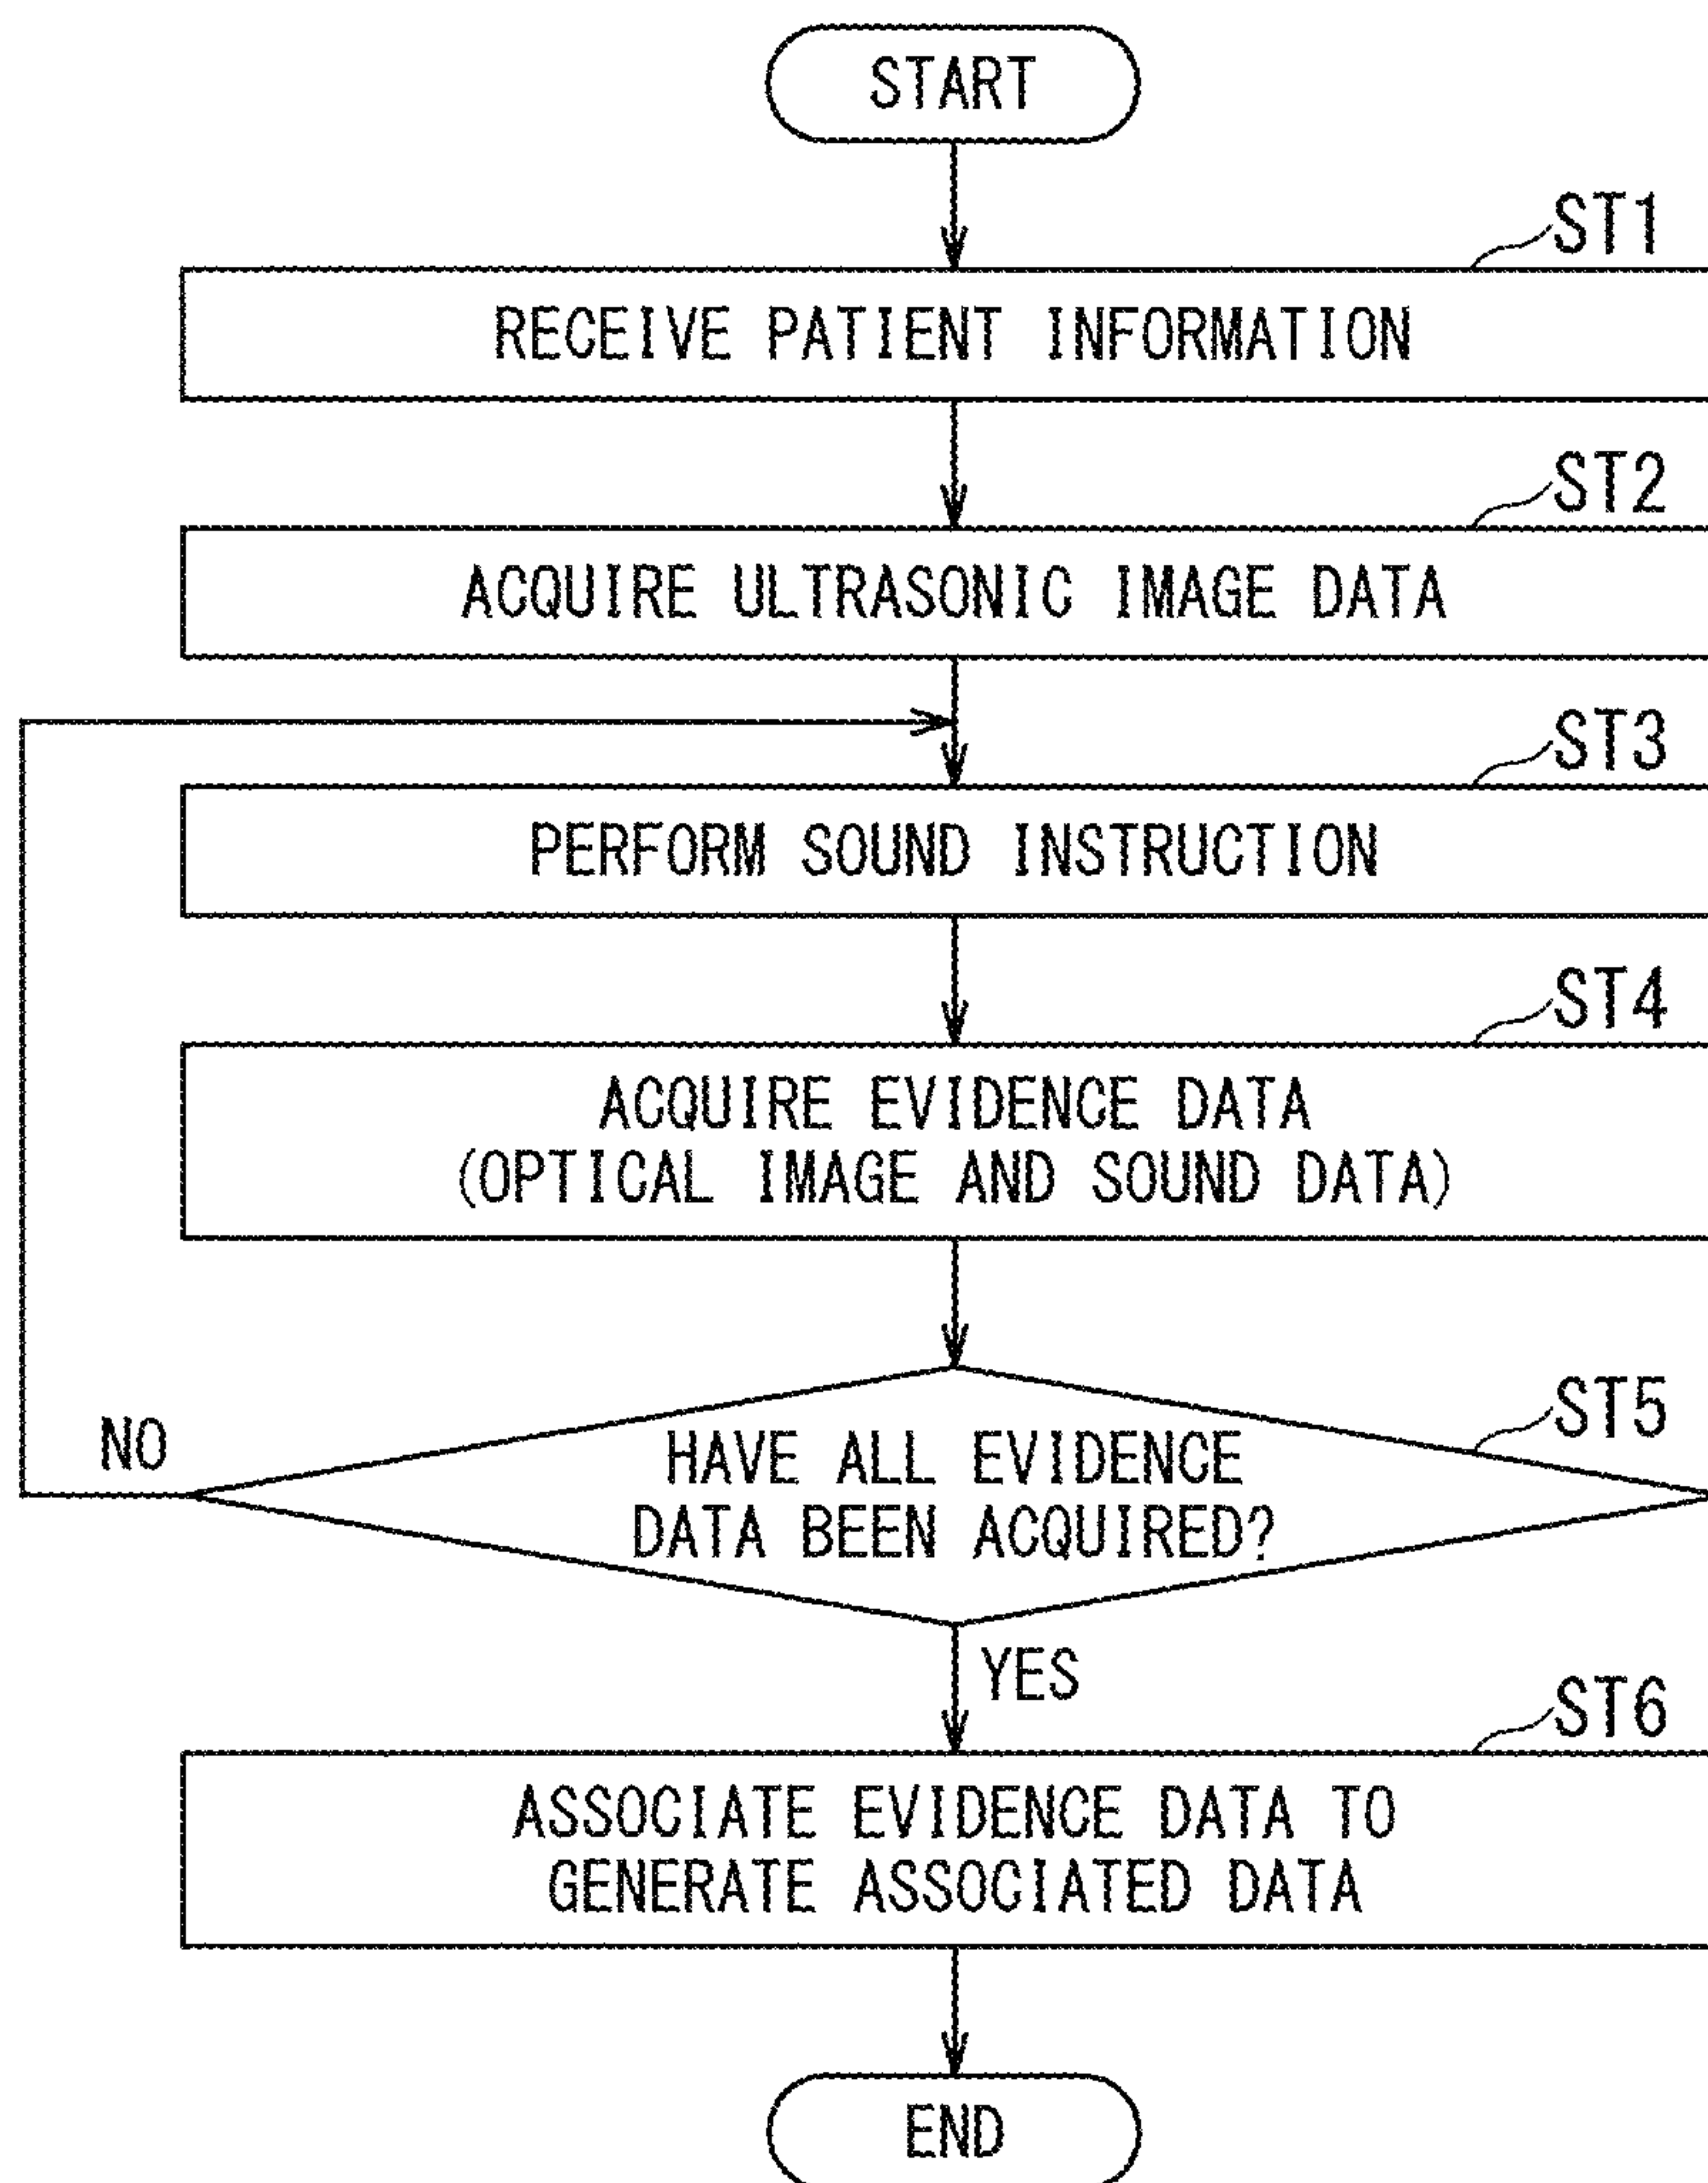 START
ST1
RECEIVE PATIENT INFORMATION
ST2
ACQUIRE ULTRASONIC IMAGE DATA
ST3
PERFORM SOUND INSTRUCTION
ST4
ACQUIRE EVIDENCE DATA
(OPTICAL IMAGE AND SOUND DATA)
ST5
NO
HAVE ALL EVIDENCE
DATA BEEN ACQUIRED?
YES
ST6
ASSOCIATE EVIDENCE DATA TO
GENERATE ASSOCIATED DATA
END